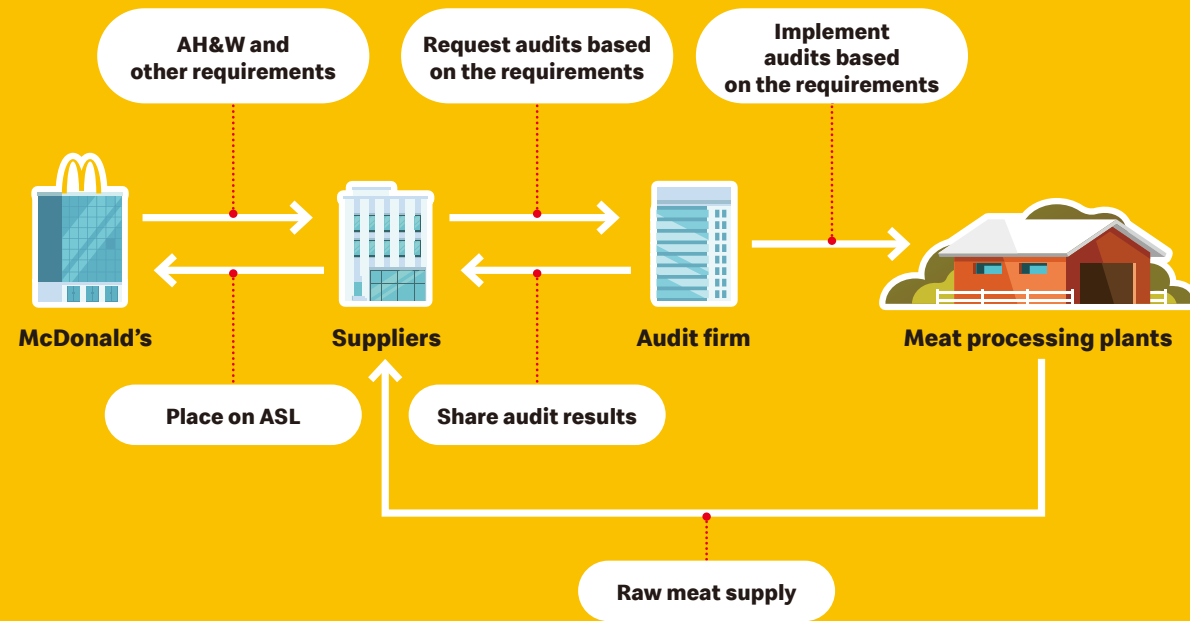 AH&W and
other requirements
Request audits based
on the requirements
Implement
audits based
on the requirements
McDonald's
Suppliers
Audit firm
Meat processing plants
Place on ASL
Share audit results
Raw meat supply